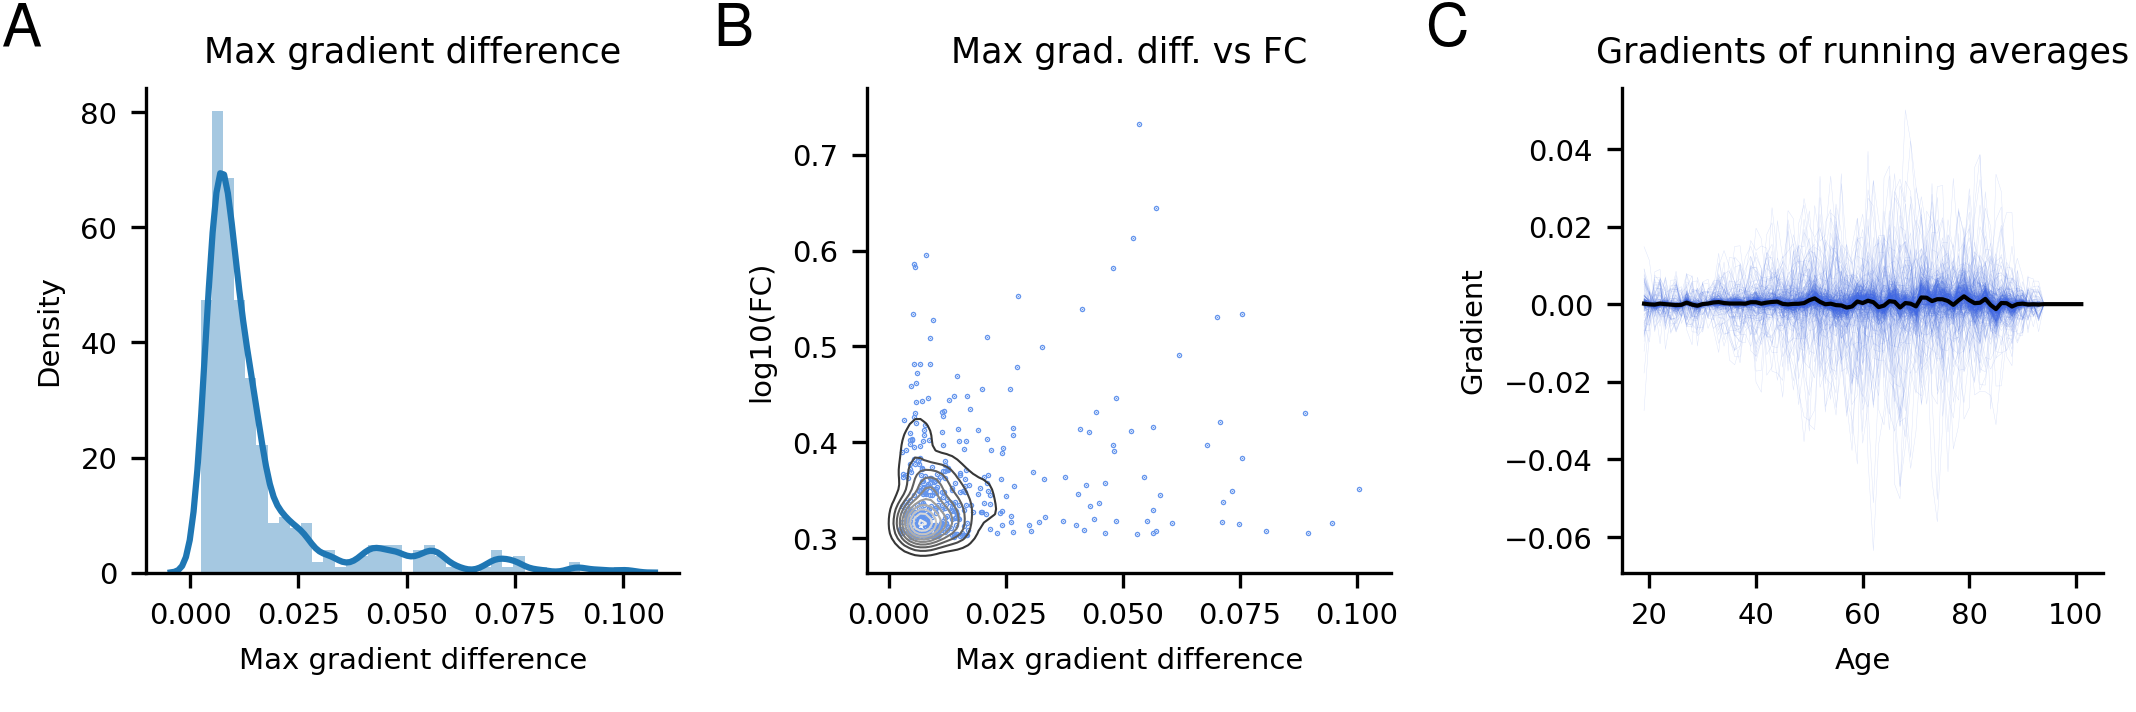 A
Max gradient difference
80
60
40
20
0
Density
0.000 0.025 0.050 0.075 0.100
Max gradient difference
B
Max grad. diff. vs FC
0.7
0.6
0.5
0.4
0.3
log10(FC)
0.000 0.025 0.050 0.075 0.100
Max gradient difference
C
Gradients of running averages
0.04
0.02
0.00
−0.02
−0.04
−0.06
Gradient
20 40 60 80 100
Age